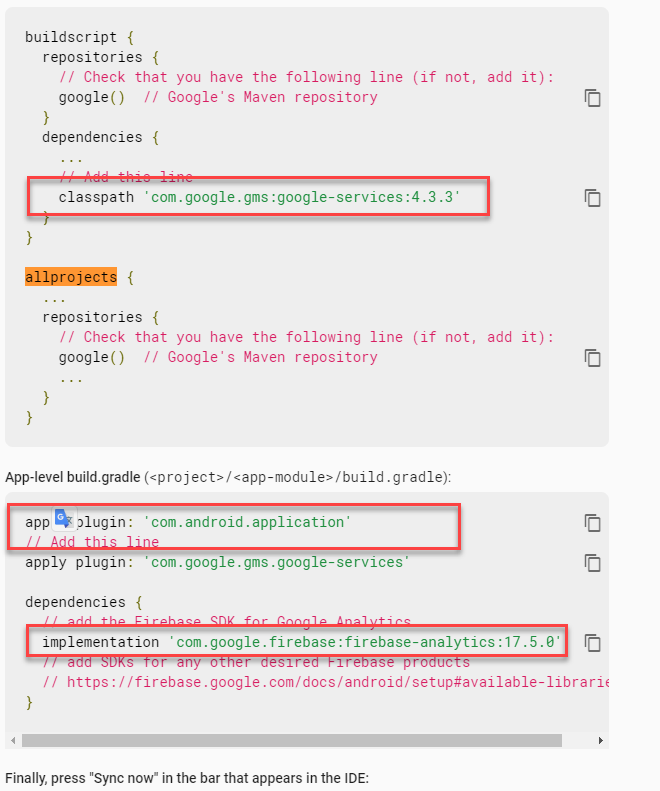 buildscript {
  repositories {
    // Check that you have the following line (if not, add it):
    google()  // Google's Maven repository
  }
  dependencies {
    ...
    // Add this line
    classpath 'com.google.gms:google-services:4.3.3'
  }
}
allprojects {
  ...
  repositories {
    // Check that you have the following line (if not, add it):
    google()  // Google's Maven repository
    ...
  }
}
App-level build.gradle (<project>/<app-module>/build.gradle):
app plugin: 'com.android.application'
// Add this line
apply plugin: 'com.google.gms.google-services'
dependencies {
  // add the Firebase SDK for Google Analytics
  implementation 'com.google.firebase:firebase-analytics:17.5.0'
  // add SDKs for any other desired Firebase products
  // https://firebase.google.com/docs/android/setup#available-librarie
}
Finally, press "Sync now" in the bar that appears in the IDE: